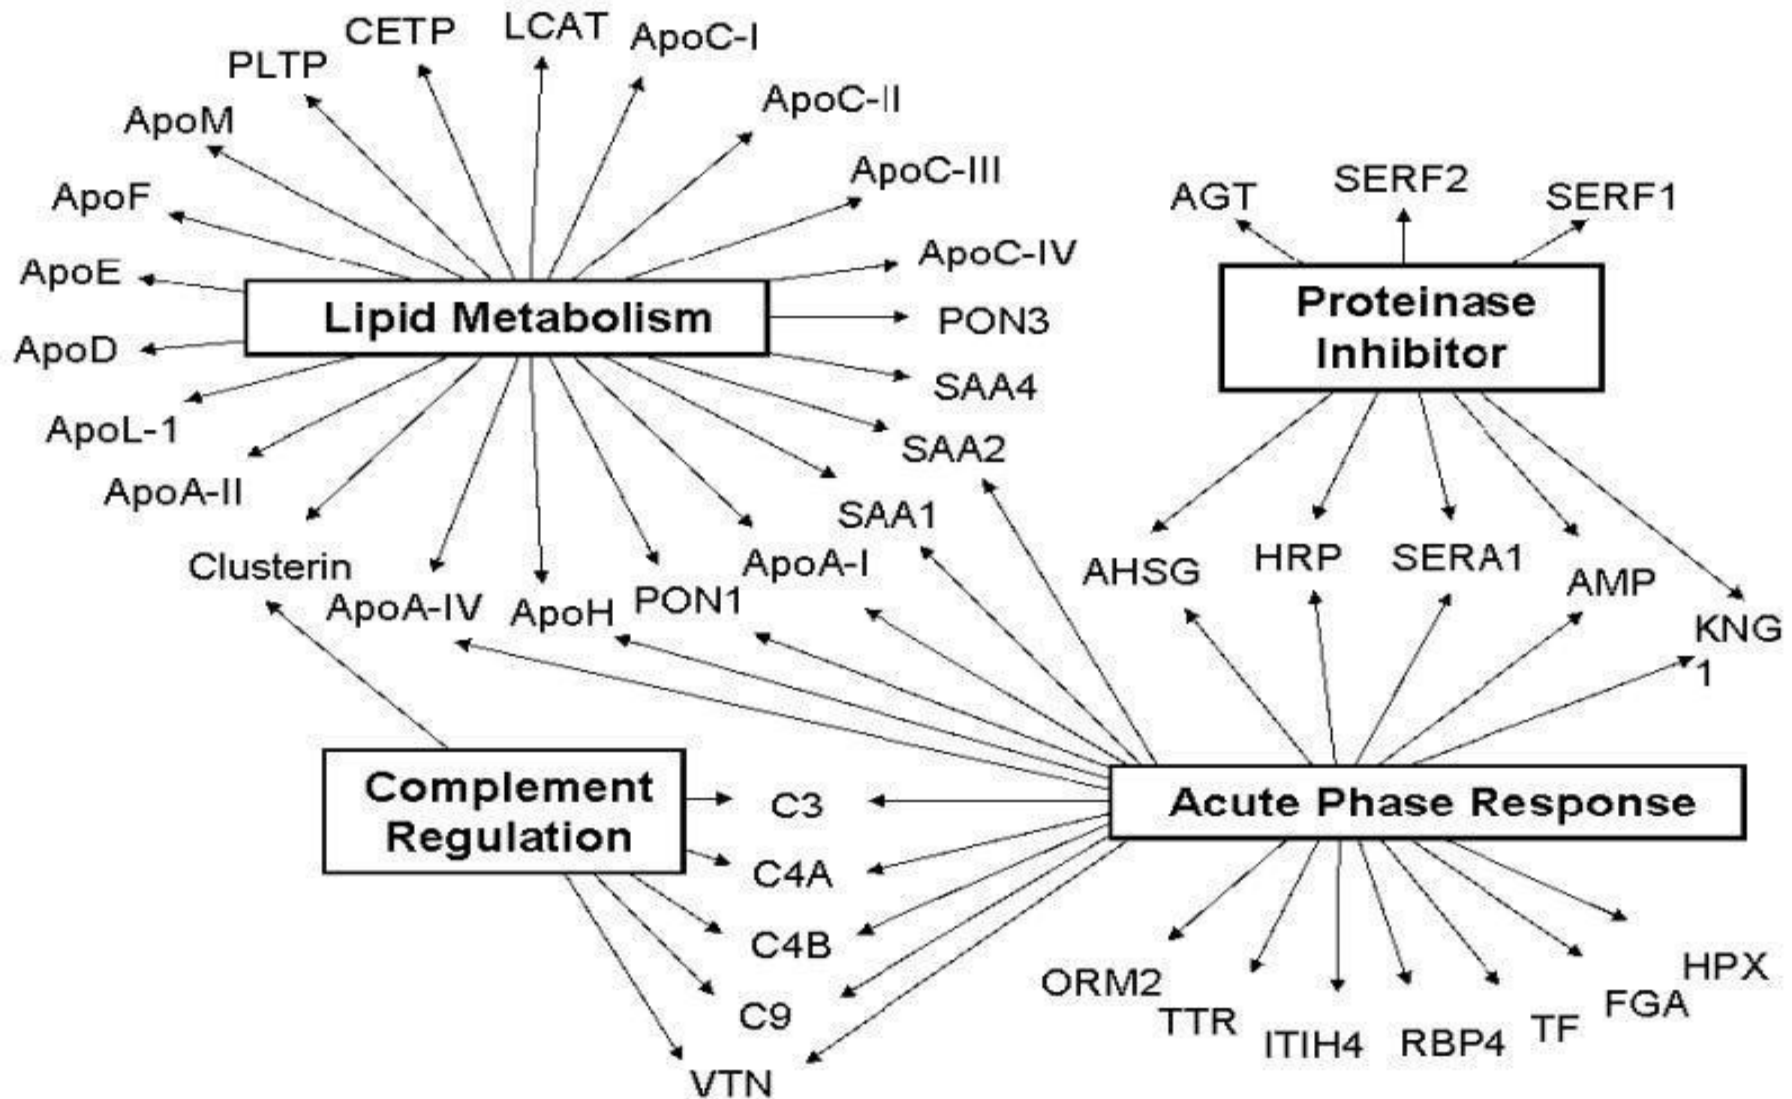 CETP
LCAT
ApoC-I
PLTP
ApoC-II
ApoM
ApoC-III
ApoF
AGT
SERF2
SERF1
ApoE
ApoC-IV
Lipid Metabolism
PON3
Proteinase
Inhibitor
ApoD
SAA4
ApoL-1
SAA2
ApoA-II
SAA1
Clusterin
ApoA-IV
ApoH
PON1
ApoA-I
AHSG
HRP
SERA1
AMP
KNG
1
Complement
Regulation
C3
Acute Phase Response
C4A
C4B
C9
VTN
ORM2
TTR
ITIH4
RBP4
TF
FGA
HPX